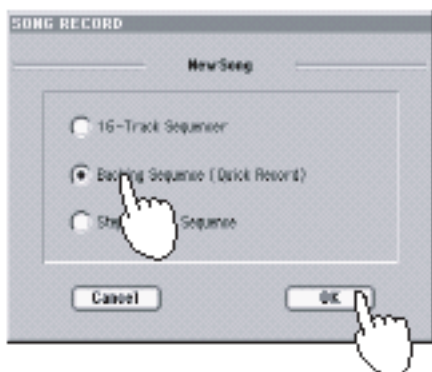 SONG RECORD
New Song
16-Track Sequencer
Backing Sequence (Quick Record)
Sequence
Cancel
OK